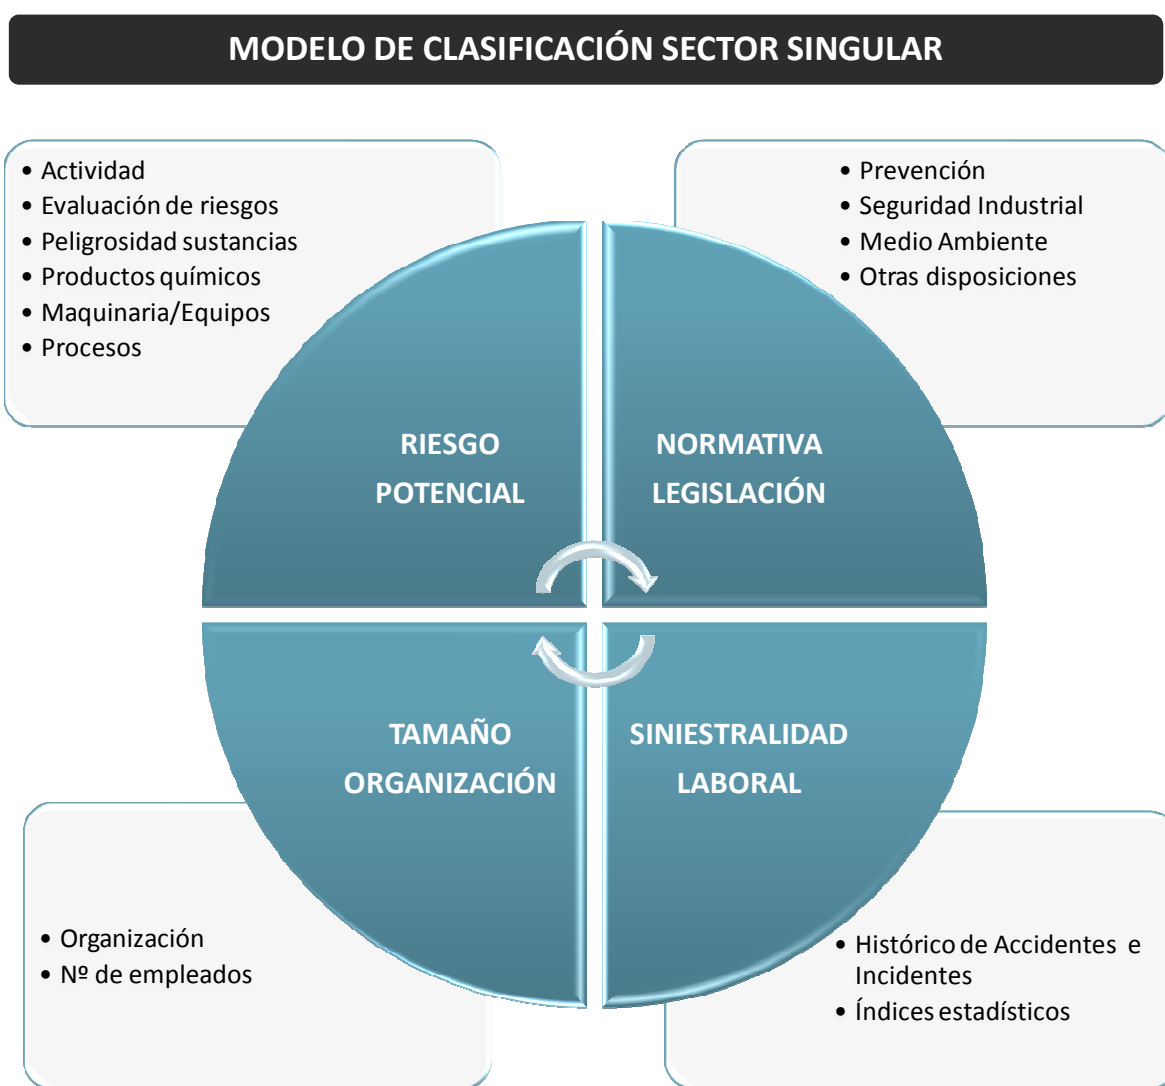 MODELO DE CLASIFICACIÓN SECTOR SINGULAR
• Actividad
• Evaluación de riesgos
• Peligrosidad sustancias
• Productos químicos
• Maquinaria/Equipos
• Procesos
• Prevención
• Seguridad Industrial
• Medio Ambiente
• Otras disposiciones
RIESGO
POTENCIAL
NORMATIVA
LEGISLACIÓN
TAMAÑO
ORGANIZACIÓN
SINIESTRALIDAD
LABORAL
• Organización
• Nº de empleados
• Histórico de Accidentes e
Incidentes
• Índices estadísticos